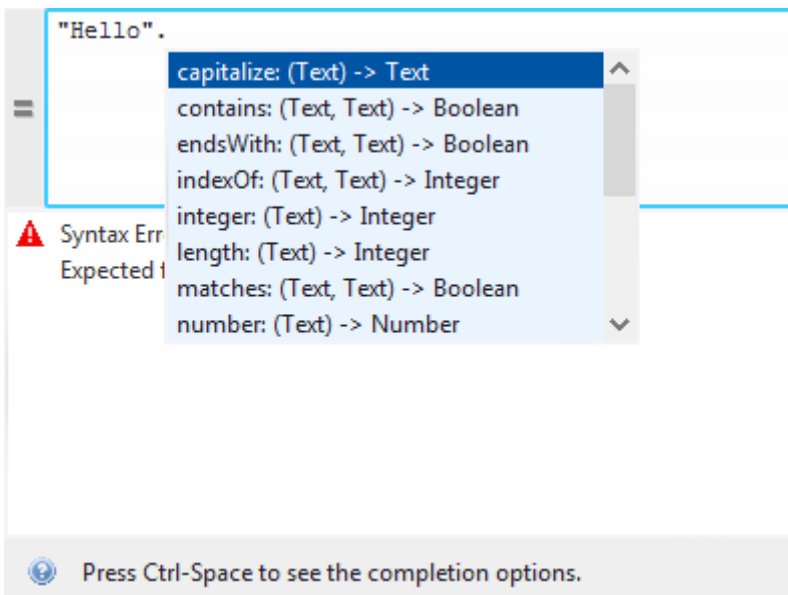 "Hello".
capitalize: (Text) -> Text
contains: (Text, Text) -> Boolean
endsWith: (Text, Text) -> Boolean
indexOf: (Text, Text) -> Integer
integer: (Text) -> Integer
length: (Text) -> Integer
matches: (Text, Text) -> Boolean
number: (Text) -> Number
=
Syntax Err
Expected
Press Ctrl-Space to see the completion options.